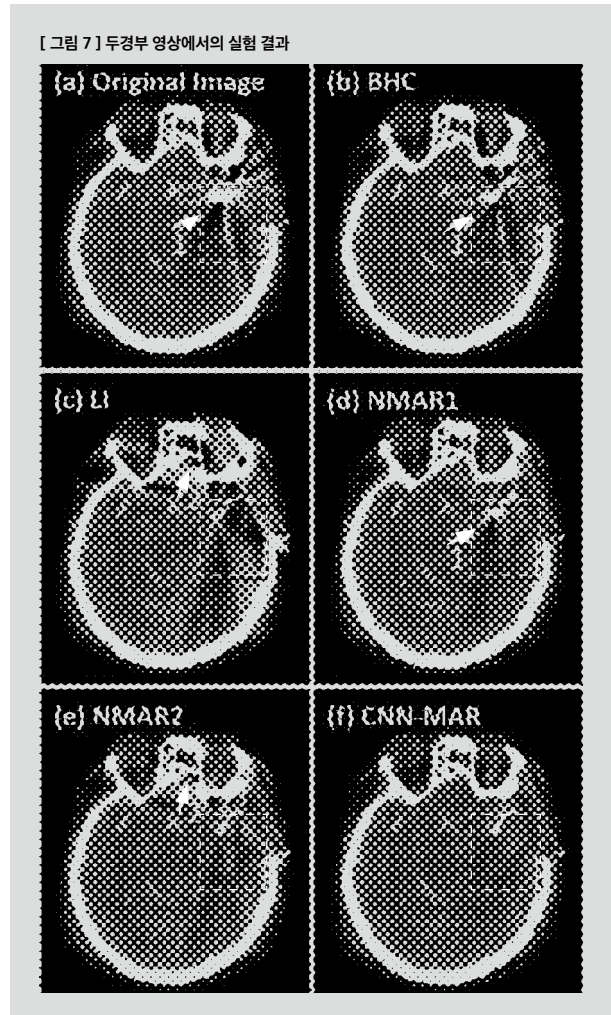 [ 그림 7 ] 두경부 영상에서의 실험 결과
(a) Original Image
(b) BHC
(c) LI
(d) NMAR1
(e) NMAR2
(f) CNN-MAR